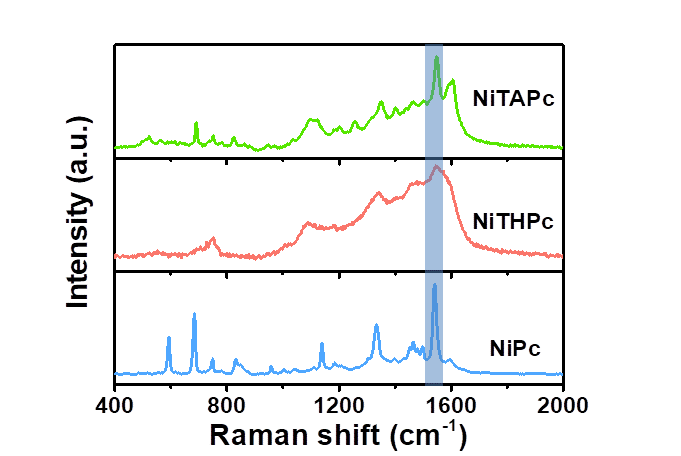 Intensity (a.u.)
NiTAPc
NiTHPc
NiPc
400 800 1200 1600 2000
Raman shift (cm⁻¹)